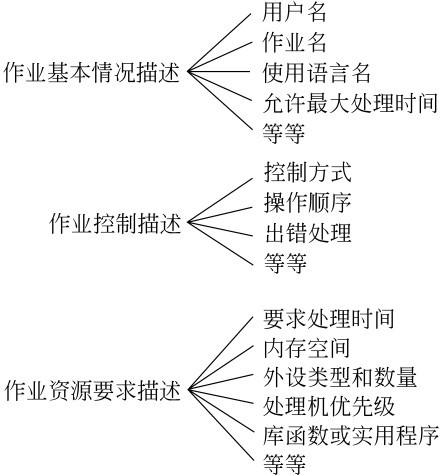 作业基本情况描述
用户名
作业名
使用语言名
允许最大处理时间
等等
作业控制描述
控制方式
操作顺序
出错处理
等等
作业资源要求描述
要求处理时间
内存空间
外设类型和数量
处理机优先级
库函数或实用程序
等等